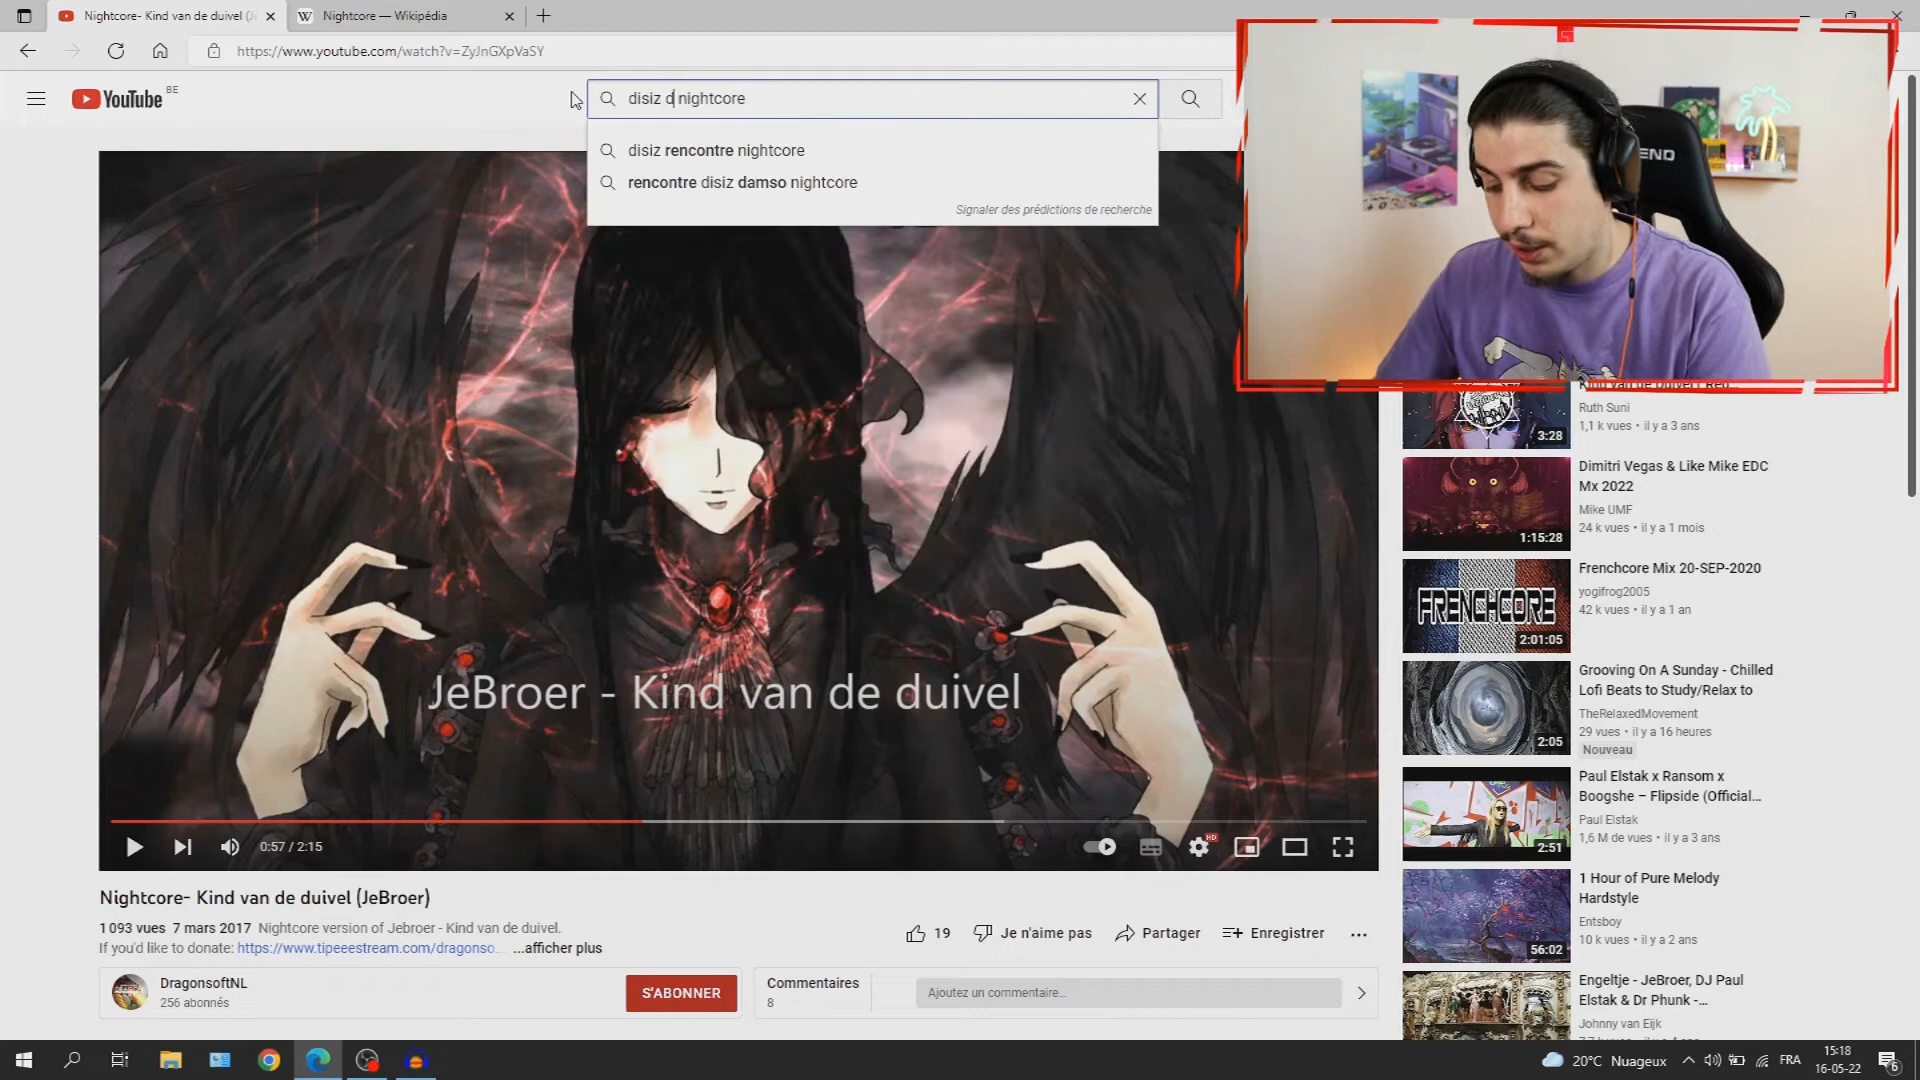 Nightcore- Kind van de duivel (Je
Nightcore — Wikipédia
https://www.youtube.com/watch?v=ZyJnGXpVaSY
YouTube BE
disiz d nightcore
disiz rencontre nightcore
rencontre disiz damso nightcore
Signaler des prédictions de recherche
END
JeBroer - Kind van de duivel
0:57 / 2:15
HD
Nightcore- Kind van de duivel (JeBroer)
1 093 vues 7 mars 2017 Nightcore version of Jebroer - Kind van de duivel.
If you'd like to donate: https://www.tipeeestream.com/dragonso... ...afficher plus
19 Je n'aime pas Partager Enregistrer
DragonsoftNL
256 abonnés
S'ABONNER
Commentaires
8
Ajoutez un commentaire...
Ruth Suni
1,1 k vues • il y a 3 ans
3:28
Dimitri Vegas & Like Mike EDC
Mx 2022
Mike UMF
24 k vues • il y a 1 mois
1:15:28
Frenchcore Mix 20-SEP-2020
yogifrog2005
42 k vues • il y a 1 an
FRENCHCORE
2:01:05
Grooving On A Sunday - Chilled
Lofi Beats to Study/Relax to
TheRelaxedMovement
29 vues • il y a 16 heures
Nouveau
2:05
Paul Elstak x Ransom x
Boogshe – Flipside (Official...
Paul Elstak
1,6 M de vues • il y a 3 ans
2:51
1 Hour of Pure Melody
Hardstyle
Entsboy
10 k vues • il y a 2 ans
56:02
Engeltje - JeBroer, DJ Paul
Elstak & Dr Phunk -...
Johnny van Eijk
20°C Nuageux
FRA
15:18
16-05-22
6